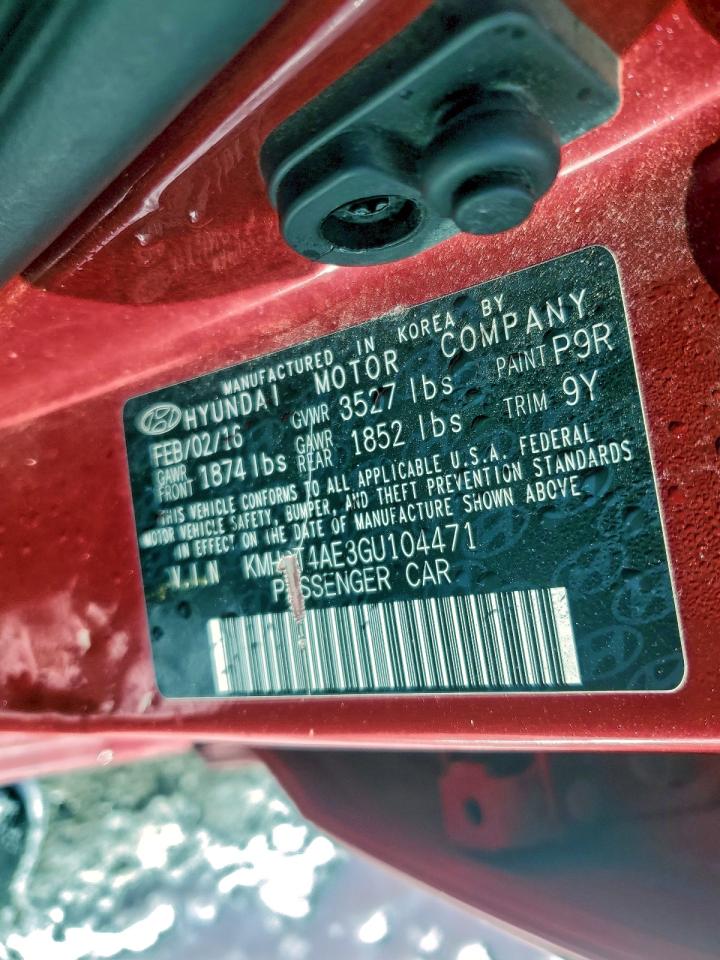 MANUFACTURED IN KOREA BY
HYUNDAI MOTOR COMPANY
FEB/02/16 GVWR 3527 lbs PAINT P9R
GAWR FRONT 1874 lbs GAWR REAR 1852 lbs TRIM 9Y
THIS VEHICLE CONFORMS TO ALL APPLICABLE U.S.A. FEDERAL
MOTOR VEHICLE SAFETY, BUMPER, AND THEFT PREVENTION STANDARDS
IN EFFECT ON THE DATE OF MANUFACTURE SHOWN ABOVE
V.I.N
PASSENGER CAR